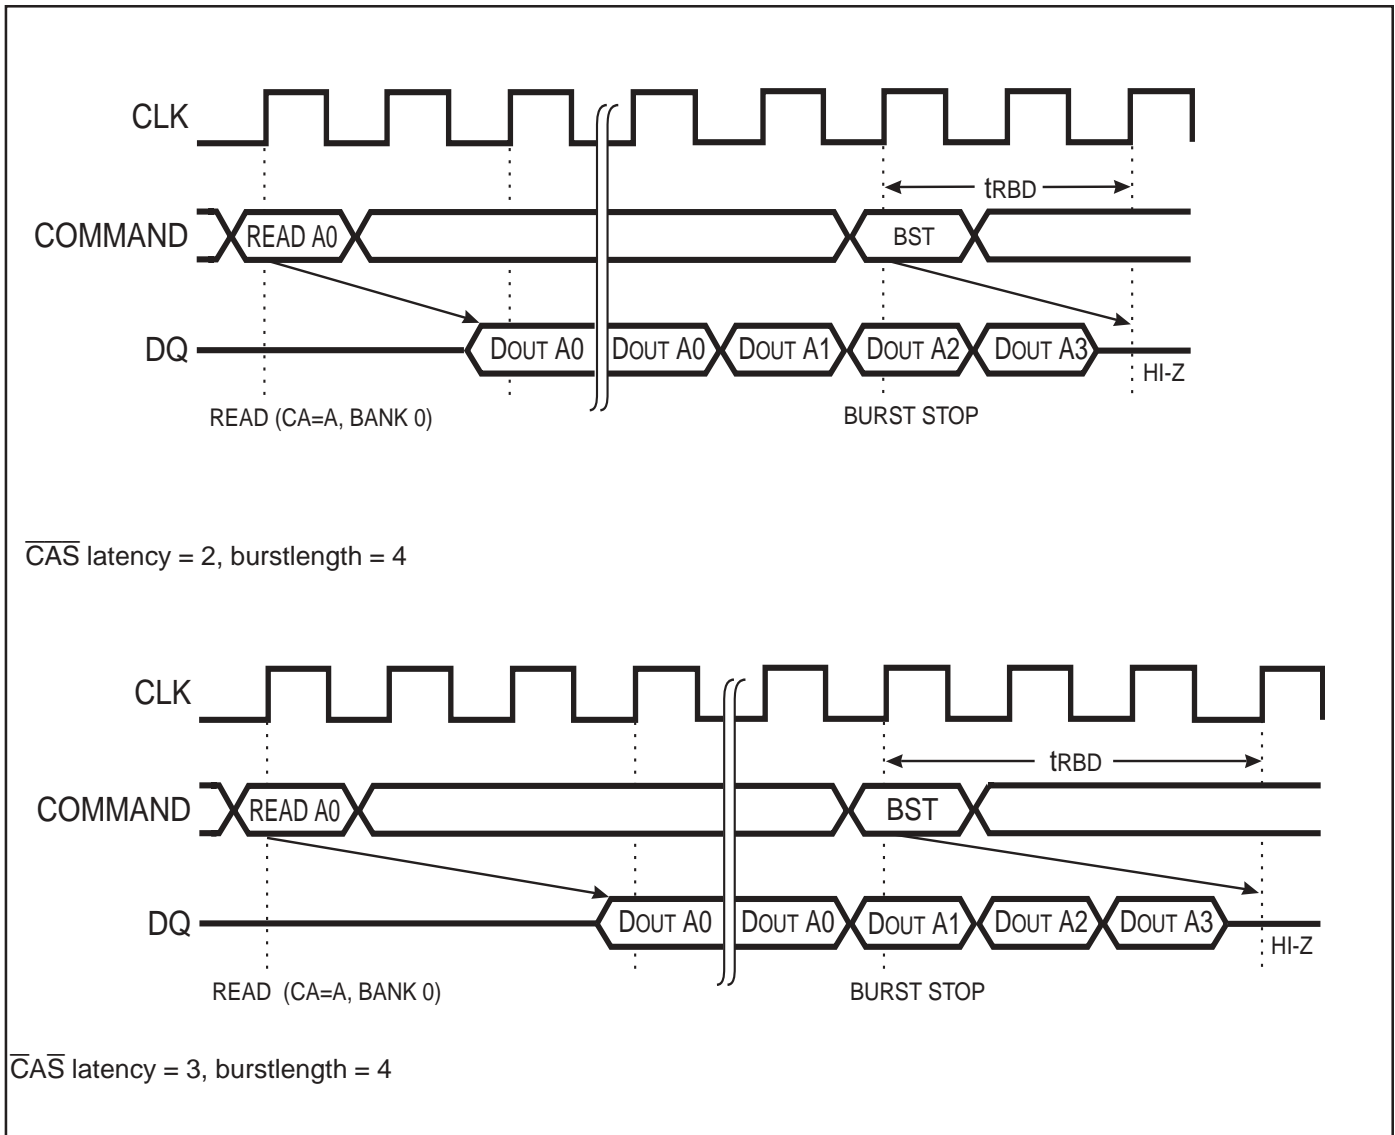 CLK
tRBD
COMMAND READ A0 BST
DQ DOUT A0 DOUT A0 DOUT A1 DOUT A2 DOUT A3
HI-Z
READ (CA=A, BANK 0) BURST STOP
CAS latency = 2, burstlength = 4
CLK
tRBD
COMMAND READ A0 BST
DQ DOUT A0 DOUT A0 DOUT A1 DOUT A2 DOUT A3
HI-Z
READ (CA=A, BANK 0) BURST STOP
CAS latency = 3, burstlength = 4